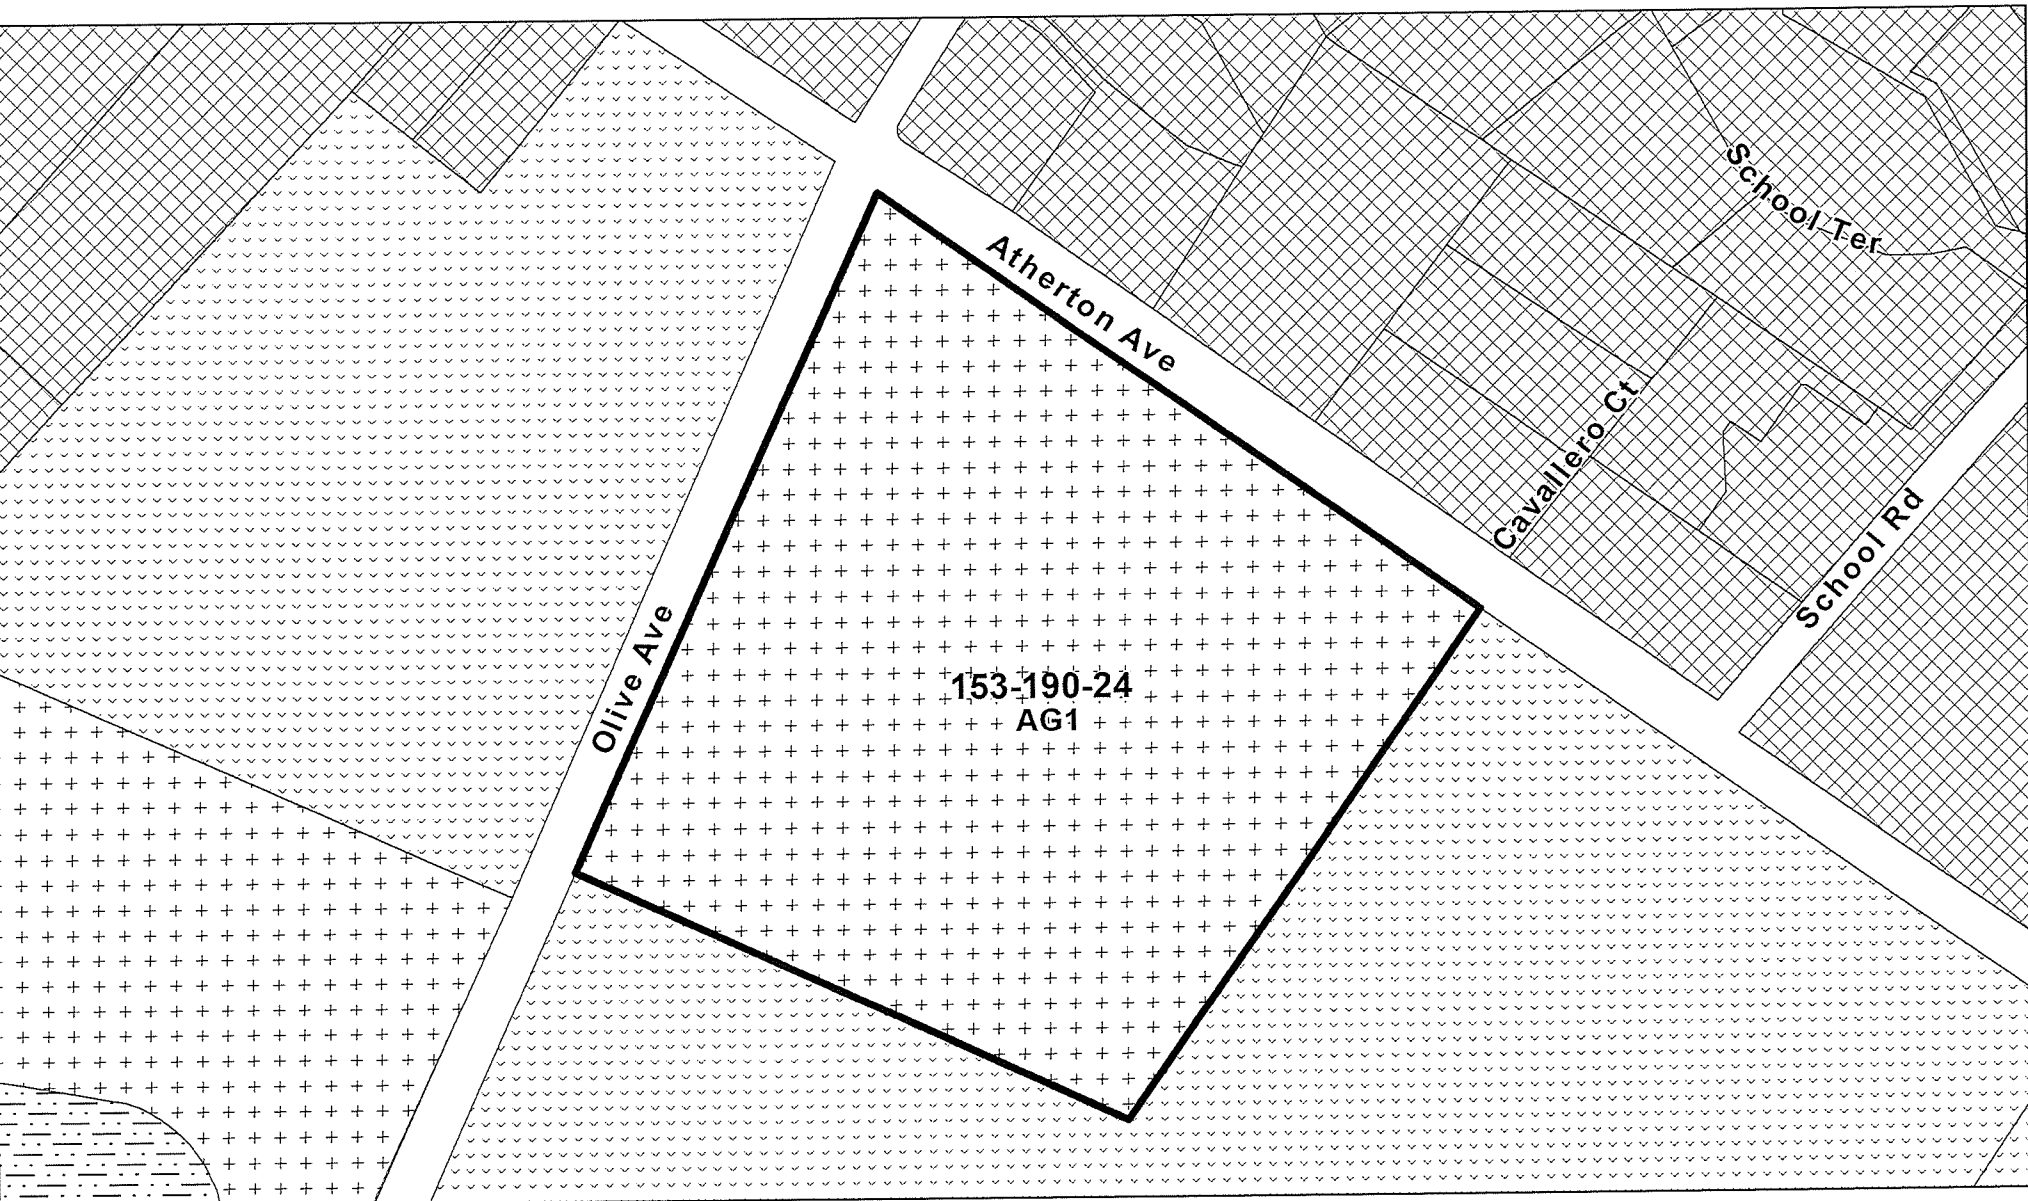 School Ter
Atherton Ave
Cavallero Ct
School Rd
Olive Ave
153-190-24
AG1